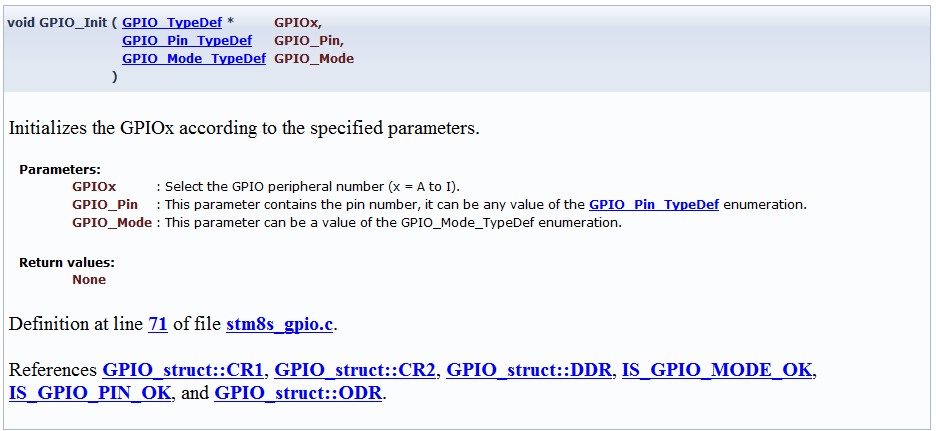 void GPIO_Init ( GPIO_TypeDef * GPIOx,
GPIO_Pin_TypeDef GPIO_Pin,
GPIO_Mode_TypeDef GPIO_Mode
)
Initializes the GPIOx according to the specified parameters.
Parameters:
GPIOx : Select the GPIO peripheral number (x = A to I).
GPIO_Pin : This parameter contains the pin number, it can be any value of the GPIO_Pin_TypeDef enumeration.
GPIO_Mode : This parameter can be a value of the GPIO_Mode_TypeDef enumeration.
Return values:
None
Definition at line 71 of file stm8s_gpio.c.
References GPIO_struct::CR1, GPIO_struct::CR2, GPIO_struct::DDR, IS_GPIO_MODE_OK,
IS_GPIO_PIN_OK, and GPIO_struct::ODR.